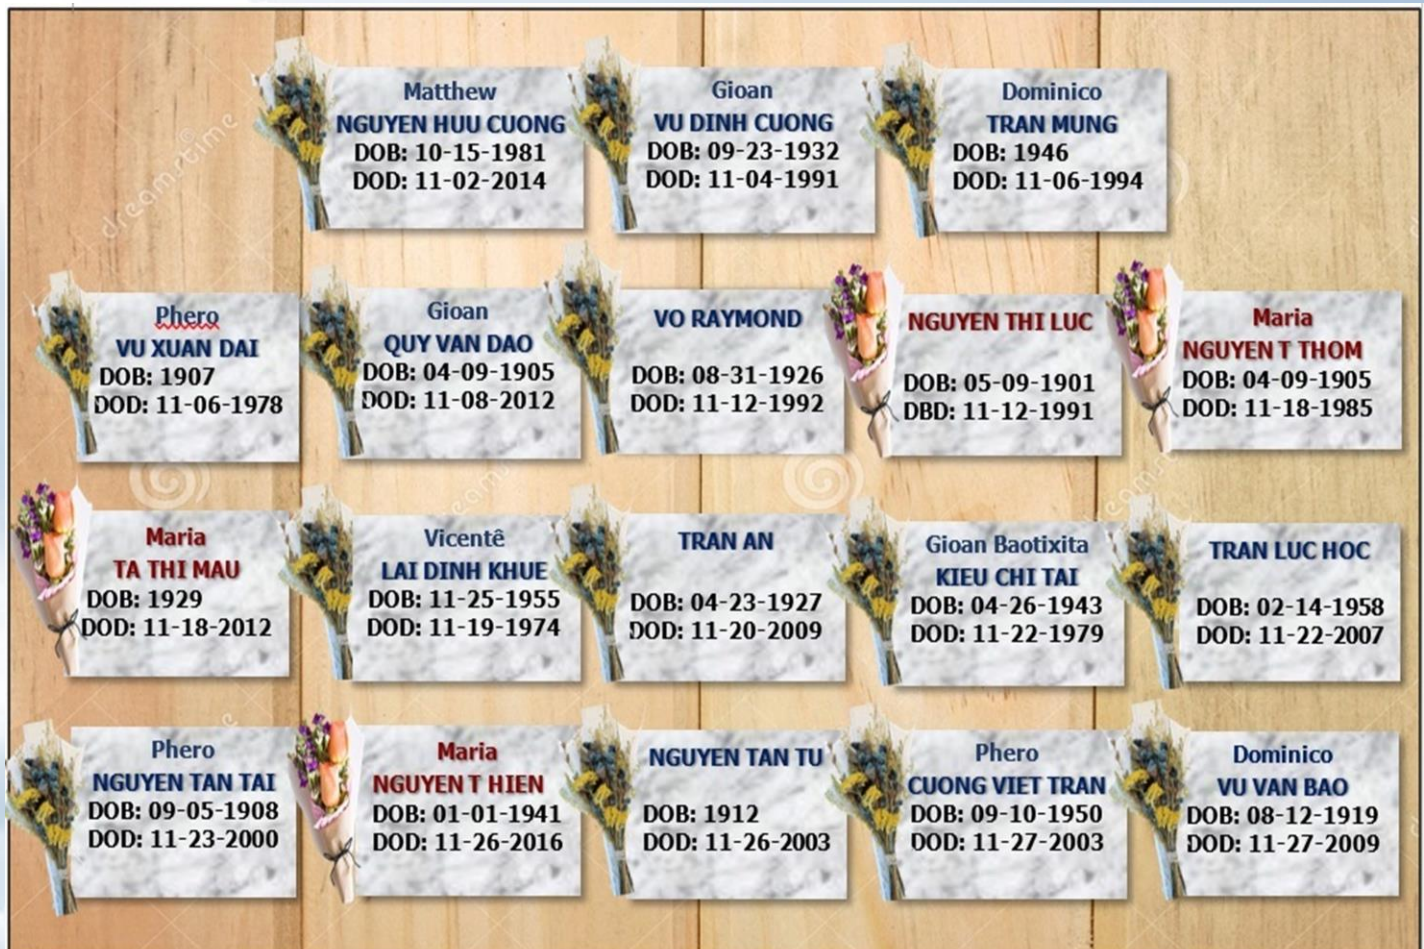 Matthew
NGUYEN HUU CUONG
DOB: 10-15-1981
DOD: 11-02-2014
Gioan
VU DINH CUONG
DOB: 09-23-1932
DOD: 11-04-1991
Dominico
TRAN MUNG
DOB: 1946
DOD: 11-06-1994
Phero
VU XUAN DAI
DOB: 1907
DOD: 11-06-1978
Gioan
QUY VAN DAO
DOB: 04-09-1905
DOD: 11-08-2012
VO RAYMOND
DOB: 08-31-1926
DOD: 11-12-1992
NGUYEN THI LUC
DOB: 05-09-1901
DBD: 11-12-1991
Maria
NGUYEN T THOM
DOB: 04-09-1905
DOD: 11-18-1985
Maria
TA THI MAU
DOB: 1929
DOD: 11-18-2012
Vicentê
LAI DINH KHUE
DOB: 11-25-1955
DOD: 11-19-1974
TRAN AN
DOB: 04-23-1927
DOD: 11-20-2009
Gioan Baotixita
KIEU CHI TAI
DOB: 04-26-1943
DOD: 11-22-1979
TRAN LUC HOC
DOB: 02-14-1958
DOD: 11-22-2007
Phero
NGUYEN TAN TAI
DOB: 09-05-1908
DOD: 11-23-2000
Maria
NGUYEN T HIEN
DOB: 01-01-1941
DOD: 11-26-2016
NGUYEN TAN TU
DOB: 1912
DOD: 11-26-2003
Phero
CUONG VIET TRAN
DOB: 09-10-1950
DOD: 11-27-2003
Dominico
VU VAN BAO
DOB: 08-12-1919
DOD: 11-27-2009
dreamstime